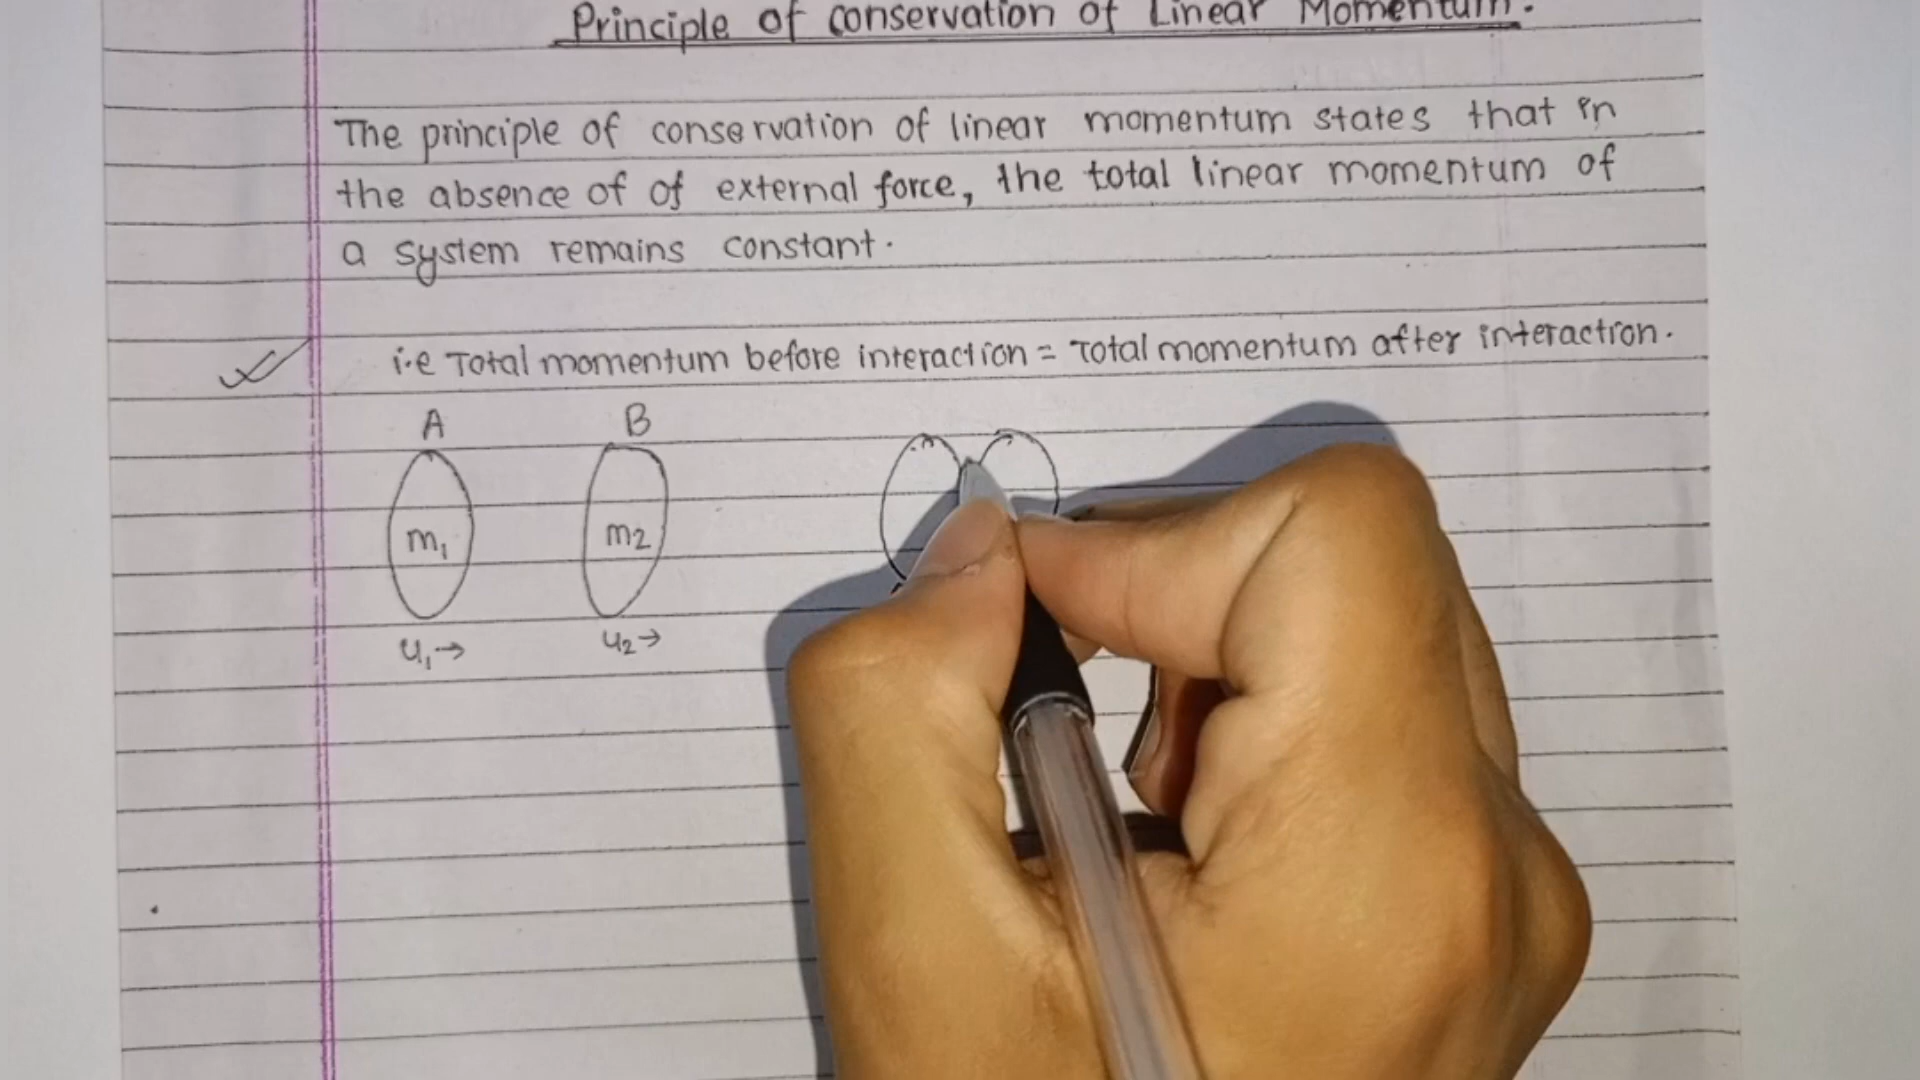 Principle of conservation of Linear Momentum.
The principle of conservation of linear momentum states that in
the absence of of external force, the total linear momentum of
a system remains constant.
i.e Total momentum before interaction = Total momentum after interaction.
A B
m₁ m₂
u₁→ u₂→